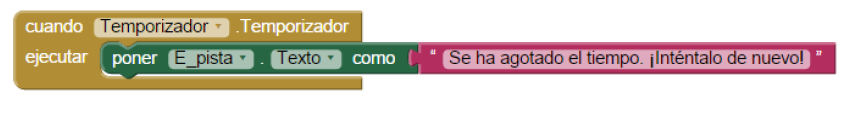 cuando Temporizador .Temporizador
ejecutar poner E_pista . Texto como " Se ha agotado el tiempo. ¡Inténtalo de nuevo! "